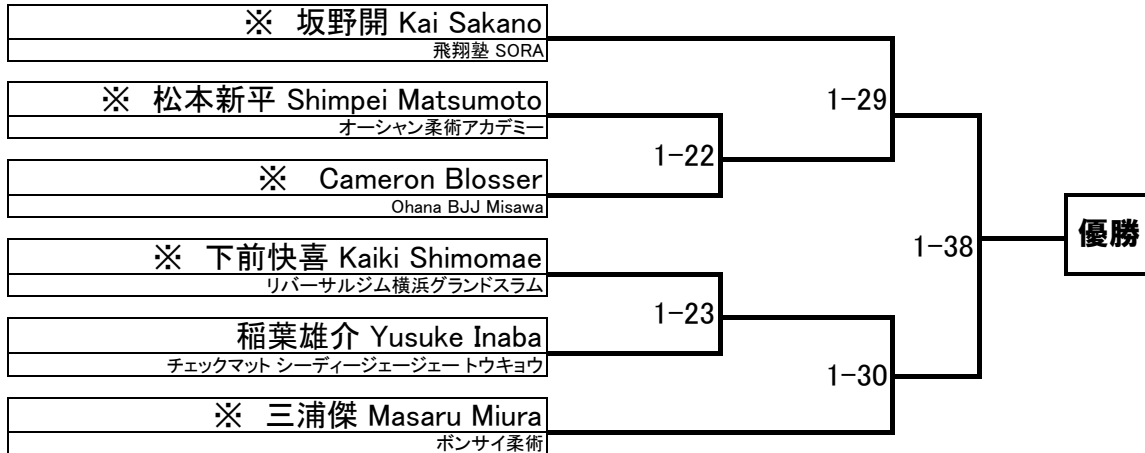 ※ 坂野開 Kai Sakano
飛翔塾 SORA
※ 松本新平 Shimpei Matsumoto
オーシャン柔術アカデミー
※ Cameron Blosser
Ohana BJJ Misawa
※ 下前快喜 Kaiki Shimomae
リバーサルジム横浜グランドスラム
稲葉雄介 Yusuke Inaba
チェックマット シーディージェージェートウキョウ
※ 三浦傑 Masaru Miura
ボンサイ柔術
1-29
1-22
1-38
優勝
1-23
1-30